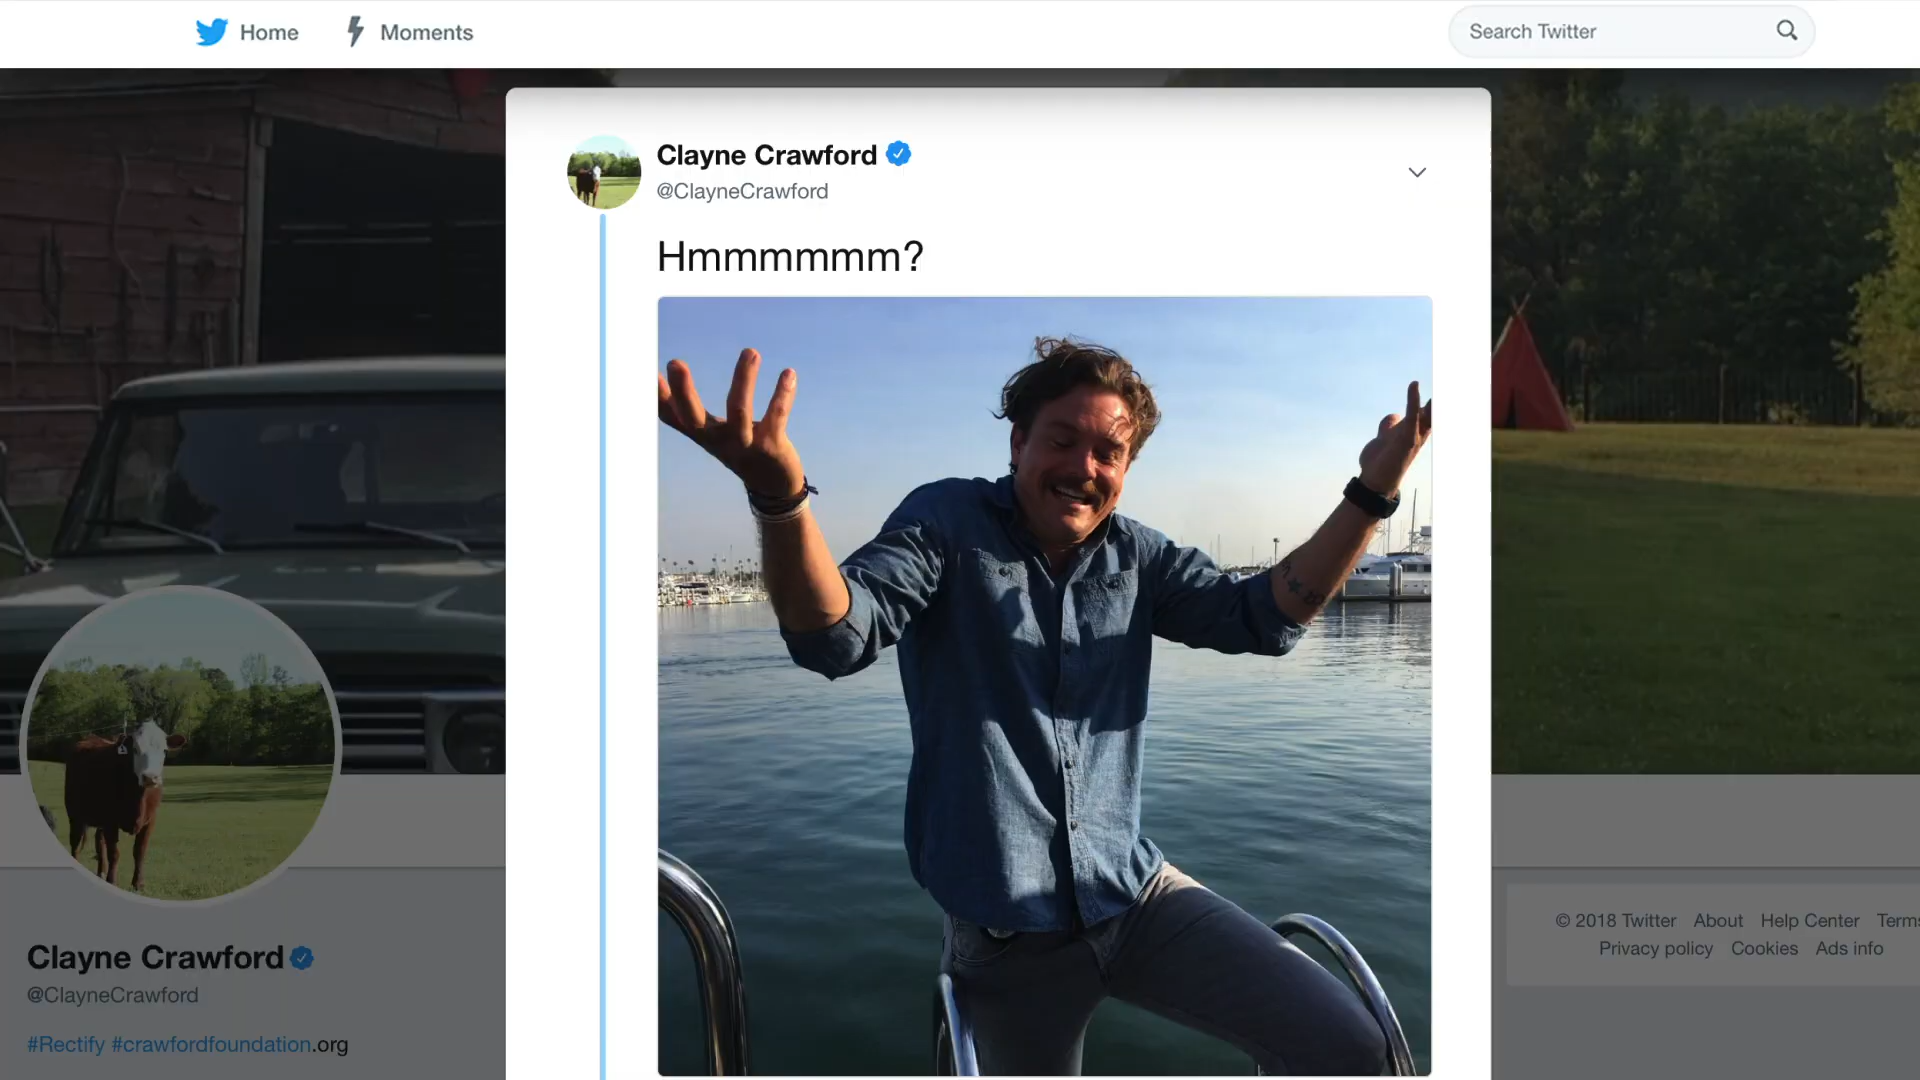 Home
Moments
Search Twitter
Clayne Crawford
@ClayneCrawford
Hmmmmmm?
Clayne Crawford
@ClayneCrawford
#Rectify #crawfordfoundation.org
© 2018 Twitter About Help Center Terms
Privacy policy Cookies Ads info